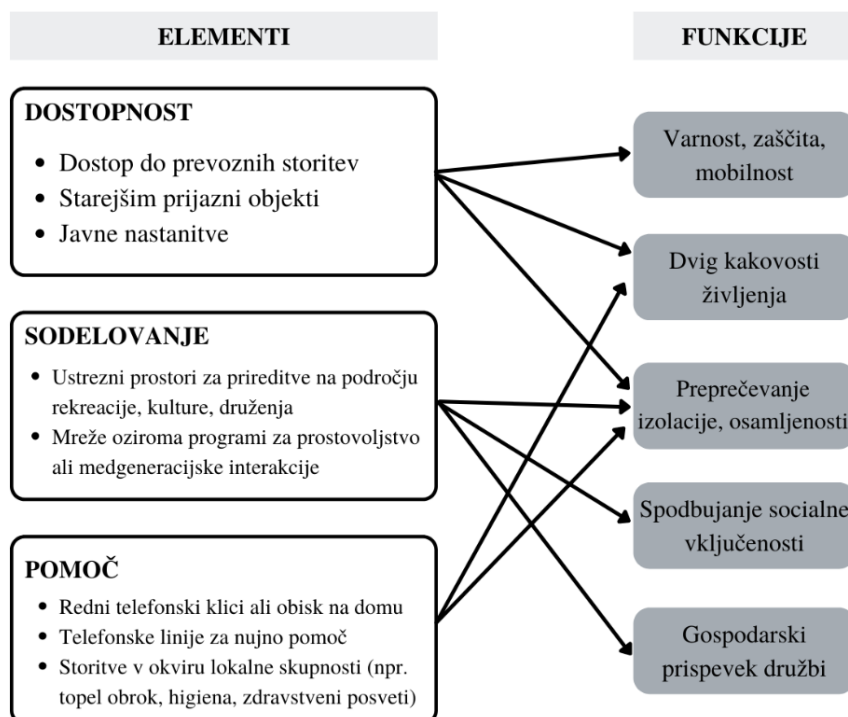 ELEMENTI
FUNKCIJE
DOSTOPNOST
• Dostop do prevoznih storitev
• Starejšim prijazni objekti
• Javne nastanitve
SODELOVANJE
• Ustrezni prostori za prireditve na področju
rekreacije, kulture, druženja
• Mreže oziroma programi za prostovoljstvo
ali medgeneracijske interakcije
POMOČ
• Redni telefonski klici ali obisk na domu
• Telefonske linije za nujno pomoč
• Storitve v okviru lokalne skupnosti (npr.
topel obrok, higiena, zdravstveni posveti)
Varnost, zaščita,
mobilnost
Dvig kakovosti
življenja
Preprečevanje
izolacije, osamljenosti
Spodbujanje socialne
vključenosti
Gospodarski
prispevek družbi